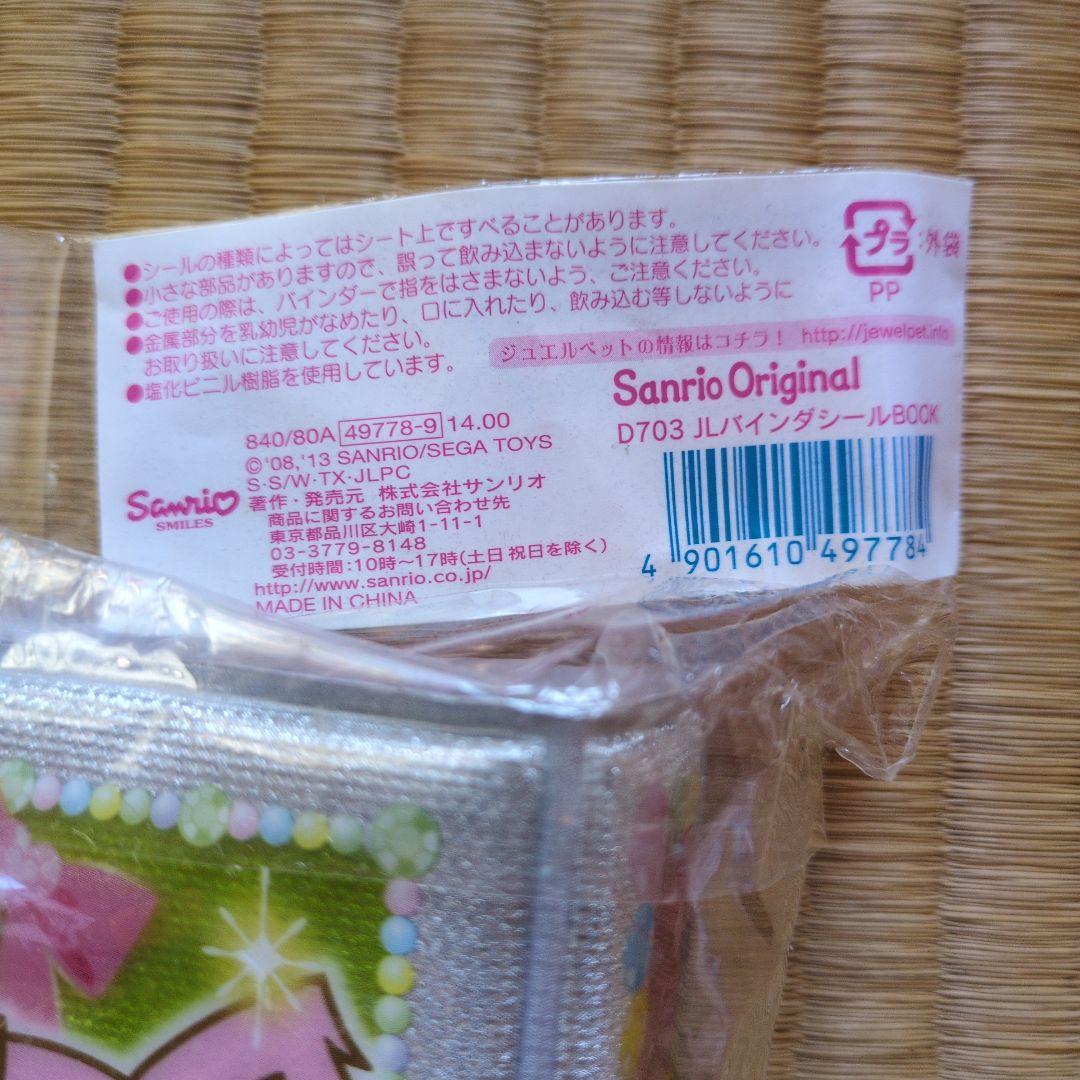 ●シールの種類によってはシート上ですべることがあります。
●小さな部品がありますので、誤って飲み込まないように注意してください。
●ご使用の際は、バインダーで指をはさまないよう、ご注意ください。
●金属部分を乳幼児がなめたり、口に入れたり、飲み込む等しないように
お取り扱いに注意してください。
●塩化ビニル樹脂を使用しています。
プラ :外袋
PP
ジュエルペットの情報はコチラ! http://jewelpet.info
Sanrio Original
D703 JLバインダシールBOOK
840/80A 49778-9 14.00
©'08,'13 SANRIO/SEGA TOYS
S·S/W·TX·JLPC
Sanrio
SMILES
著作・発売元 株式会社サンリオ
商品に関するお問い合わせ先
東京都品川区大崎1-11-1
03-3779-8148
受付時間:10時〜17時(土日祝日を除く)
http://www.sanrio.co.jp/
MADE IN CHINA
4 901610 497784